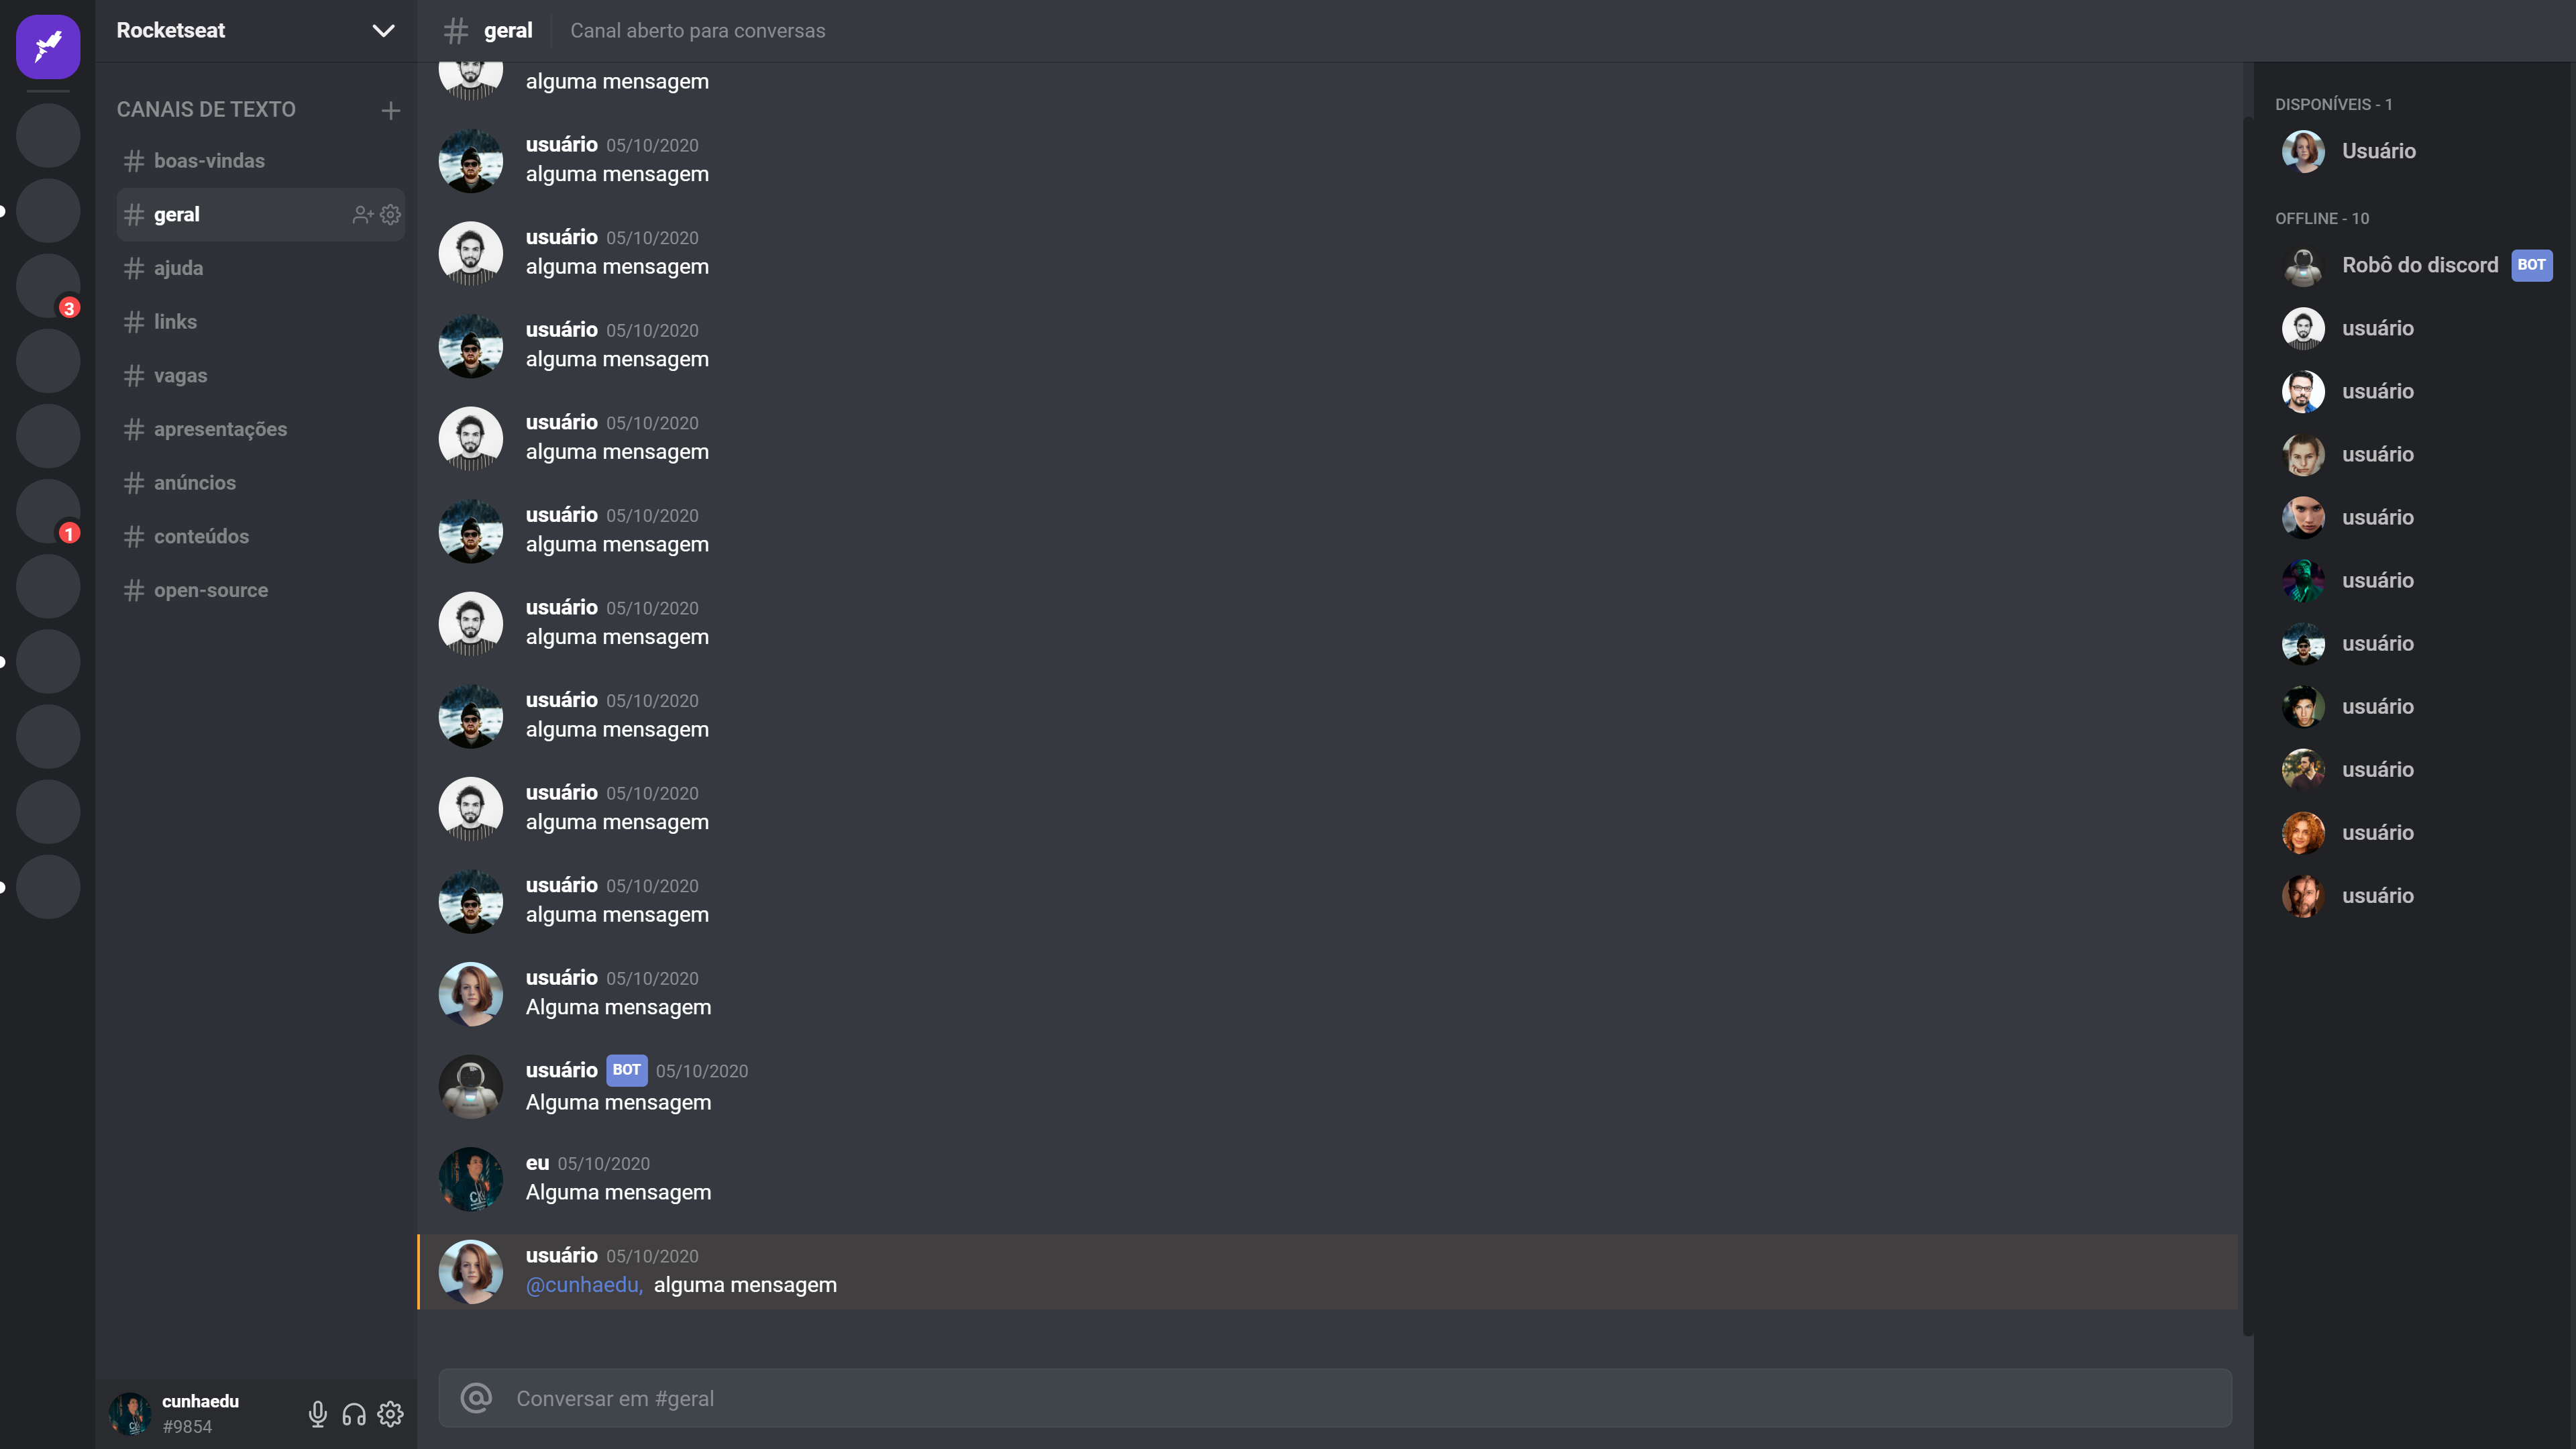 Rocketseat
CANAIS DE TEXTO
boas-vindas
geral
ajuda
links
vagas
apresentações
anúncios
conteúdos
open-source
3
1
cunhaedu
#9854
# geral Canal aberto para conversas
alguma mensagem
usuário 05/10/2020
alguma mensagem
usuário 05/10/2020
alguma mensagem
usuário 05/10/2020
alguma mensagem
usuário 05/10/2020
alguma mensagem
usuário 05/10/2020
alguma mensagem
usuário 05/10/2020
alguma mensagem
usuário 05/10/2020
alguma mensagem
usuário 05/10/2020
alguma mensagem
usuário 05/10/2020
alguma mensagem
usuário 05/10/2020
Alguma mensagem
usuário BOT 05/10/2020
Alguma mensagem
eu 05/10/2020
Alguma mensagem
usuário 05/10/2020
@cunhaedu, alguma mensagem
@ Conversar em #geral
DISPONÍVEIS - 1
Usuário
OFFLINE - 10
Robô do discord BOT
usuário
usuário
usuário
usuário
usuário
usuário
usuário
usuário
usuário
usuário